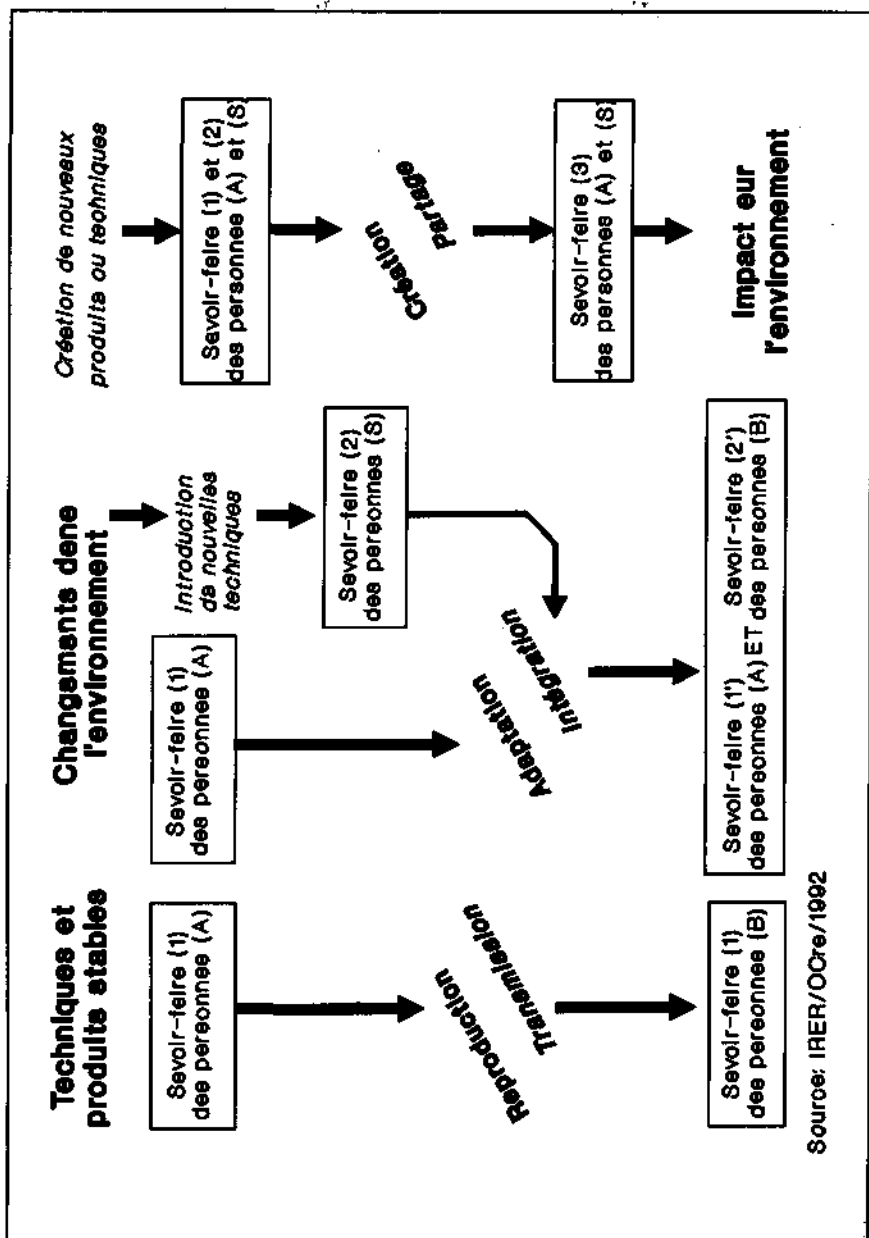 Techniques et
produits stables
Savoir-faire (1)
des personnes (A)
Reproduction
Transmission
Savoir-faire (1)
des personnes (B)
Changements dans
l'environnement
Savoir-faire (1)
des personnes (A)
Introduction
de nouvelles
techniques
Savoir-faire (2)
des personnes (S)
Adaptation
Intégration
Savoir-faire (1') Savoir-faire (2')
des personnes (A) ET des personnes (B)
Création de nouveaux
produits ou techniques
Savoir-faire (1) et (2)
des personnes (A) et (S)
Création
Partage
Savoir-faire (3)
des personnes (A) et (S)
Impact sur
l'environnement
Source: IRER/OCre/1992